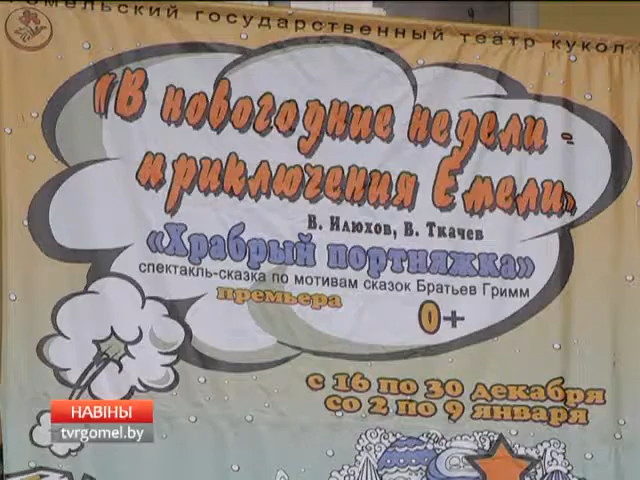 омельский государственный театр кукол
«В новогодние недели -
приключения Емели»
В. Илюхов, В. Ткачев
«Храбрый портняжка»
спектакль-сказка по мотивам сказок Братьев Гримм
премьера
0+
с 16 по 30 декабря
со 2 по 9 января
НАВІНЫ
tvrgomel.by